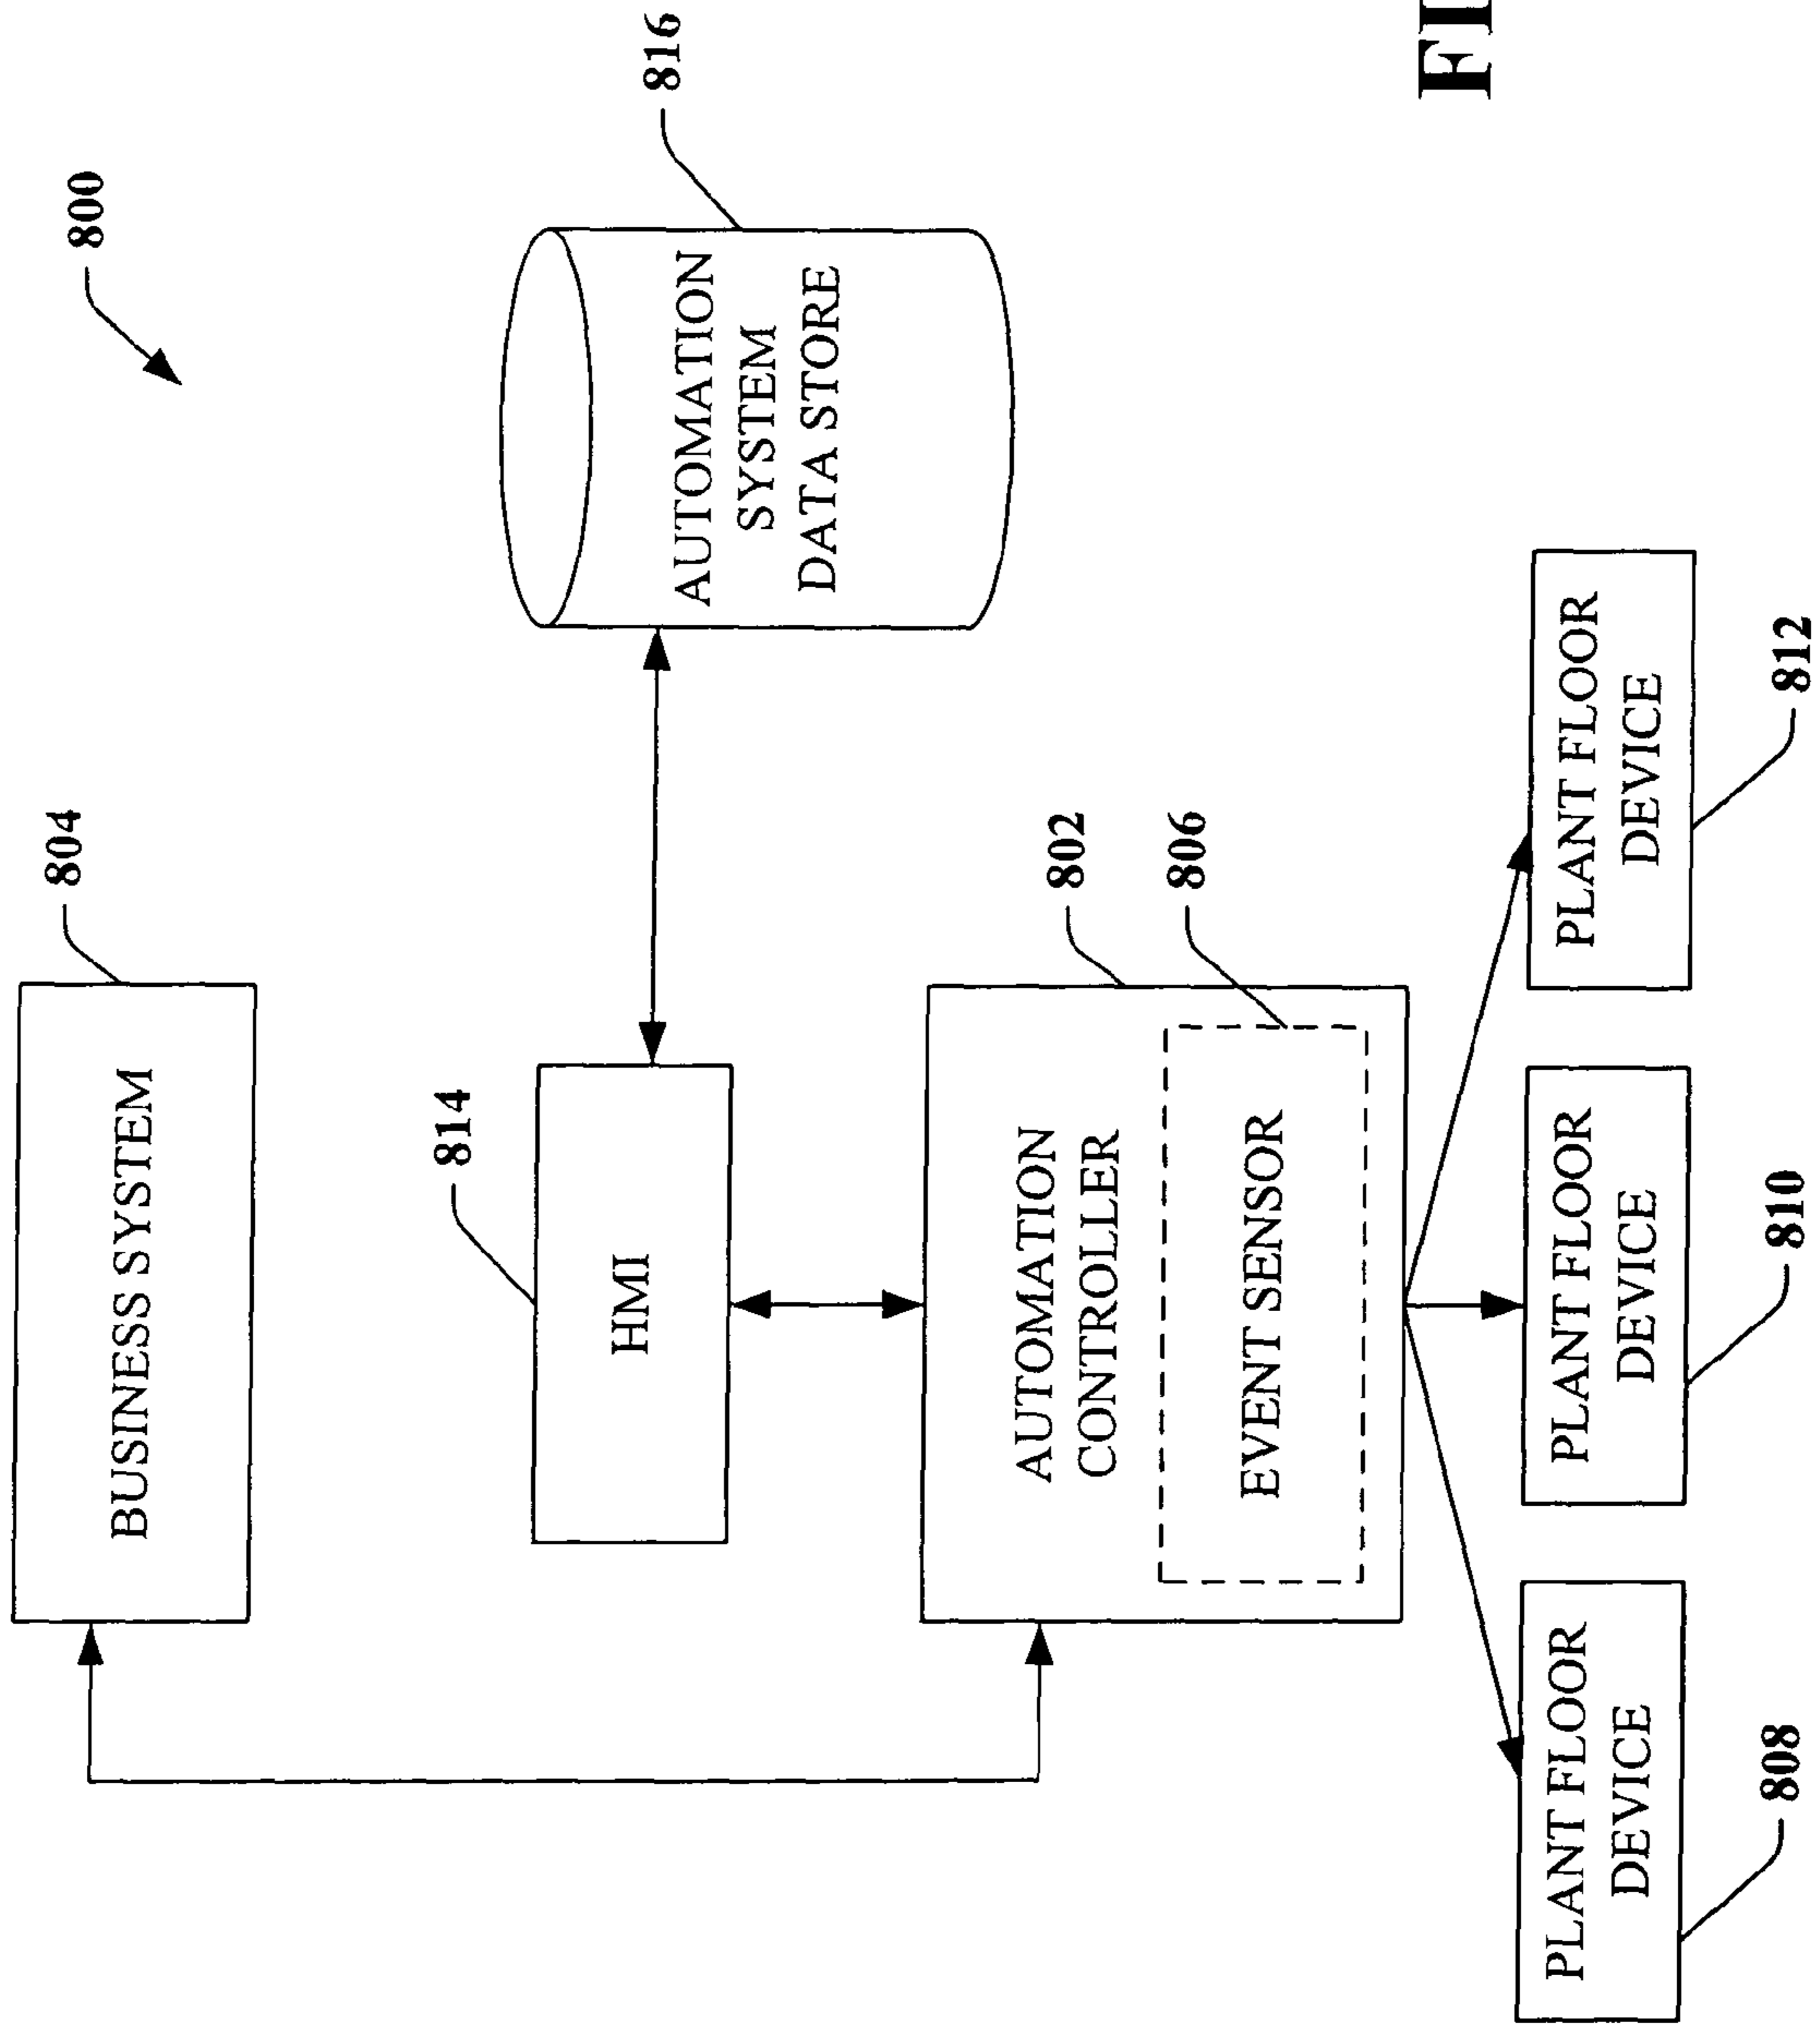 800
804
BUSINESS SYSTEM
814
HMI
816
AUTOMATION
SYSTEM
DATA STORE
802
AUTOMATION
CONTROLLER
806
EVENT SENSOR
PLANT FLOOR
DEVICE
808
PLANT FLOOR
DEVICE
810
PLANT FLOOR
DEVICE
812